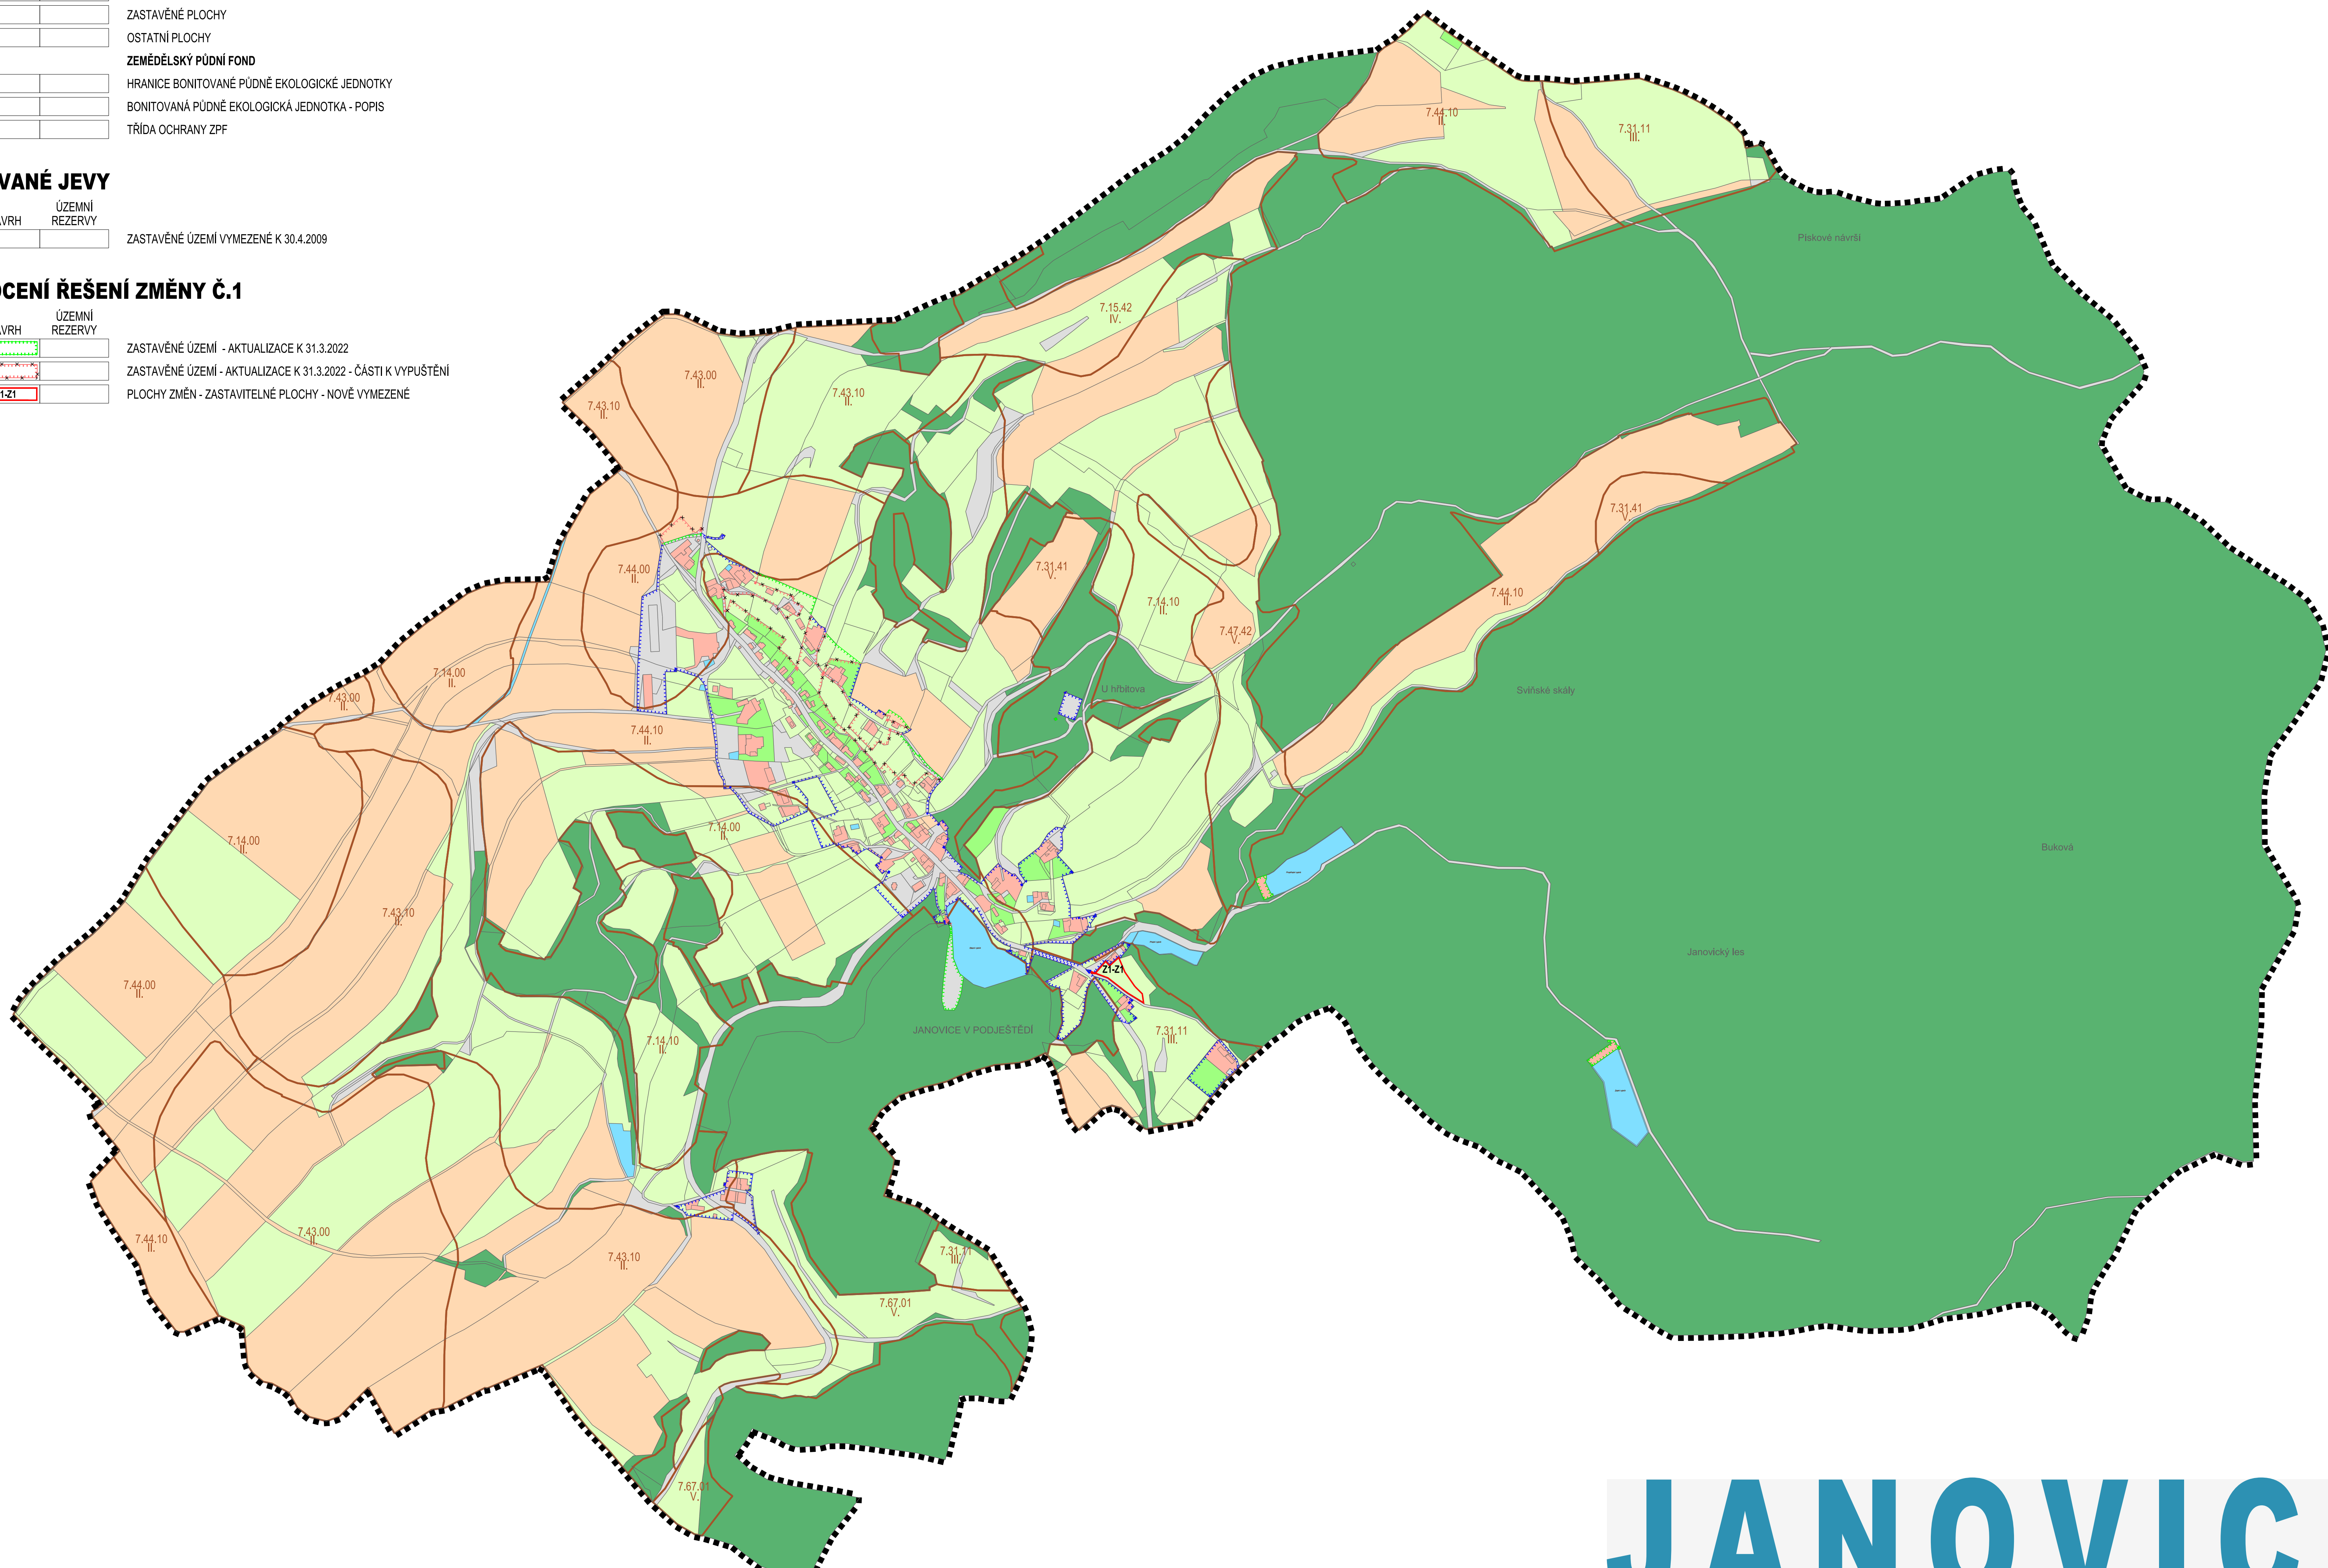 ZASTAVĚNÉ PLOCHY
OSTATNÍ PLOCHY
ZEMĚDĚLSKÝ PŮDNÍ FOND
HRANICE BONITOVANÉ PŮDNĚ EKOLOGICKÉ JEDNOTKY
BONITOVANÁ PŮDNĚ EKOLOGICKÁ JEDNOTKA - POPIS
TŘÍDA OCHRANY ZPF
VANÉ JEVY
ÚZEMNÍ
VRH REZERVY
ZASTAVĚNÉ ÚZEMÍ VYMEZENÉ K 30.4.2009
OCENÍ ŘEŠENÍ ZMĚNY Č.1
ÚZEMNÍ
VRH REZERVY
ZASTAVĚNÉ ÚZEMÍ - AKTUALIZACE K 31.3.2022
ZASTAVĚNÉ ÚZEMÍ - AKTUALIZACE K 31.3.2022 - ČÁSTI K VYPUŠTĚNÍ
1-Z1 PLOCHY ZMĚN - ZASTAVITELNÉ PLOCHY - NOVĚ VYMEZENÉ
7.44.10
II.
7.31.11
III.
Pískové návrší
7.15.42
IV.
7.43.00
II.
7.43.10
II.
7.43.10
II.
7.31.41
V.
7.44.00
II.
7.31.41
V.
7.44.10
II.
7.14.10
II.
7.47.42
V.
7.14.00
II.
U hřbitova
Sviňské skály
7.43.00
II.
7.44.10
II.
7.14.00
II.
7.14.00
II.
Buková
7.43.10
II.
Janovický les
Z1-Z1
7.44.00
II.
JANOVICE V PODJEŠTĚDÍ
7.31.11
III.
7.14.10
II.
7.44.10
II.
7.43.00
II.
7.43.10
II.
7.31.11
III.
7.67.01
V.
7.67.01
V.
JANOVIC